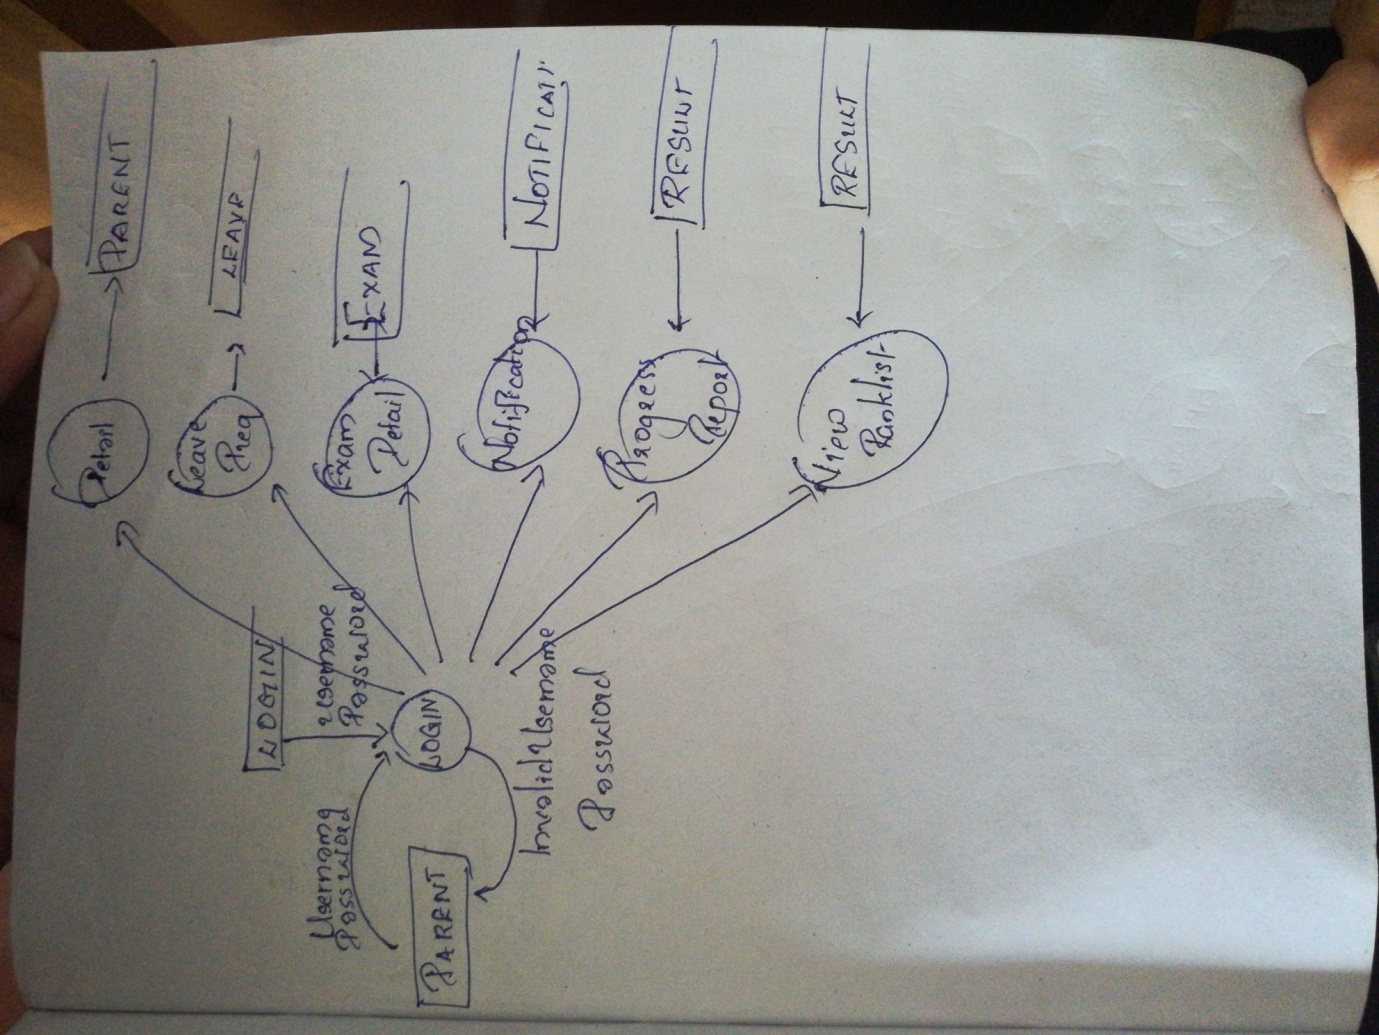 Detail
PARENT
Leave
Req
LEAVE
Exam
Detail
EXAM
Notification
NOTIFICATI
Progress
Report
RESULT
View
Ranklist
RESULT
LOGIN
Username
Password
LOGIN
Username
Password
Invalid Username
Password
PARENT